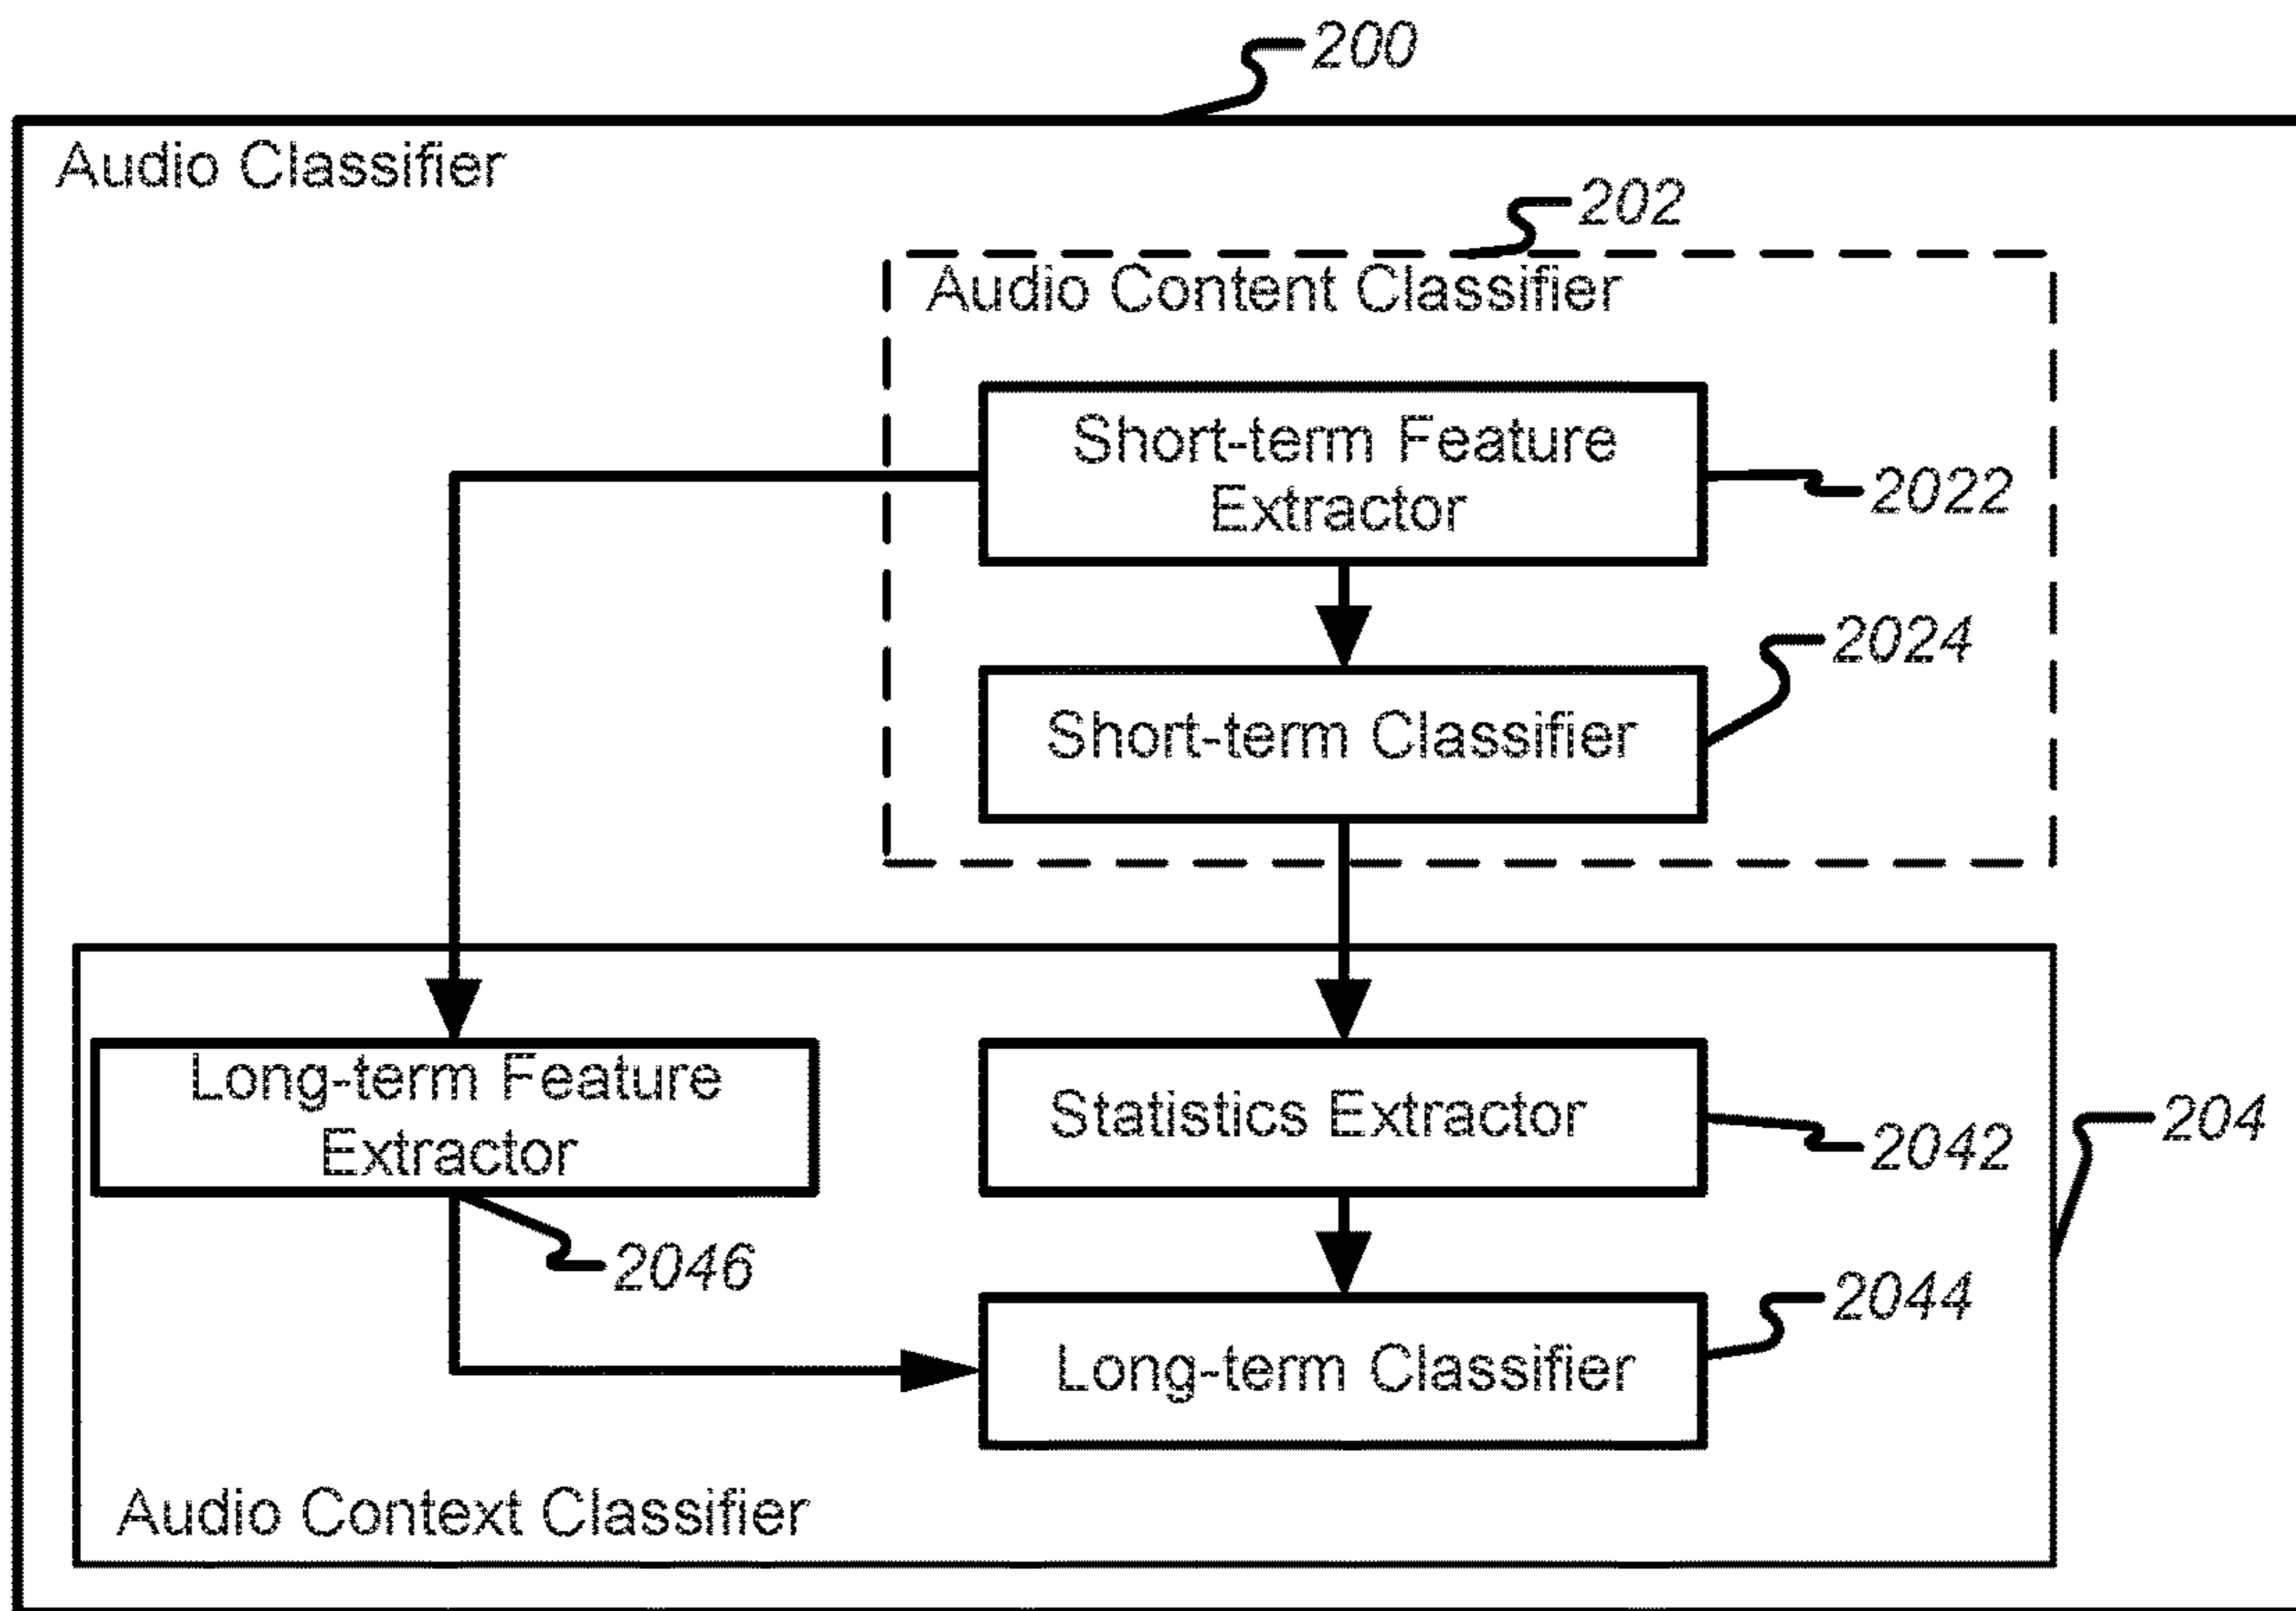 200
Audio Classifier
202
Audio Content Classifier
Short-term Feature
Extractor
2022
2024
Short-term Classifier
Long-term Feature
Extractor
Statistics Extractor
2042
204
2046
2044
Long-term Classifier
Audio Context Classifier